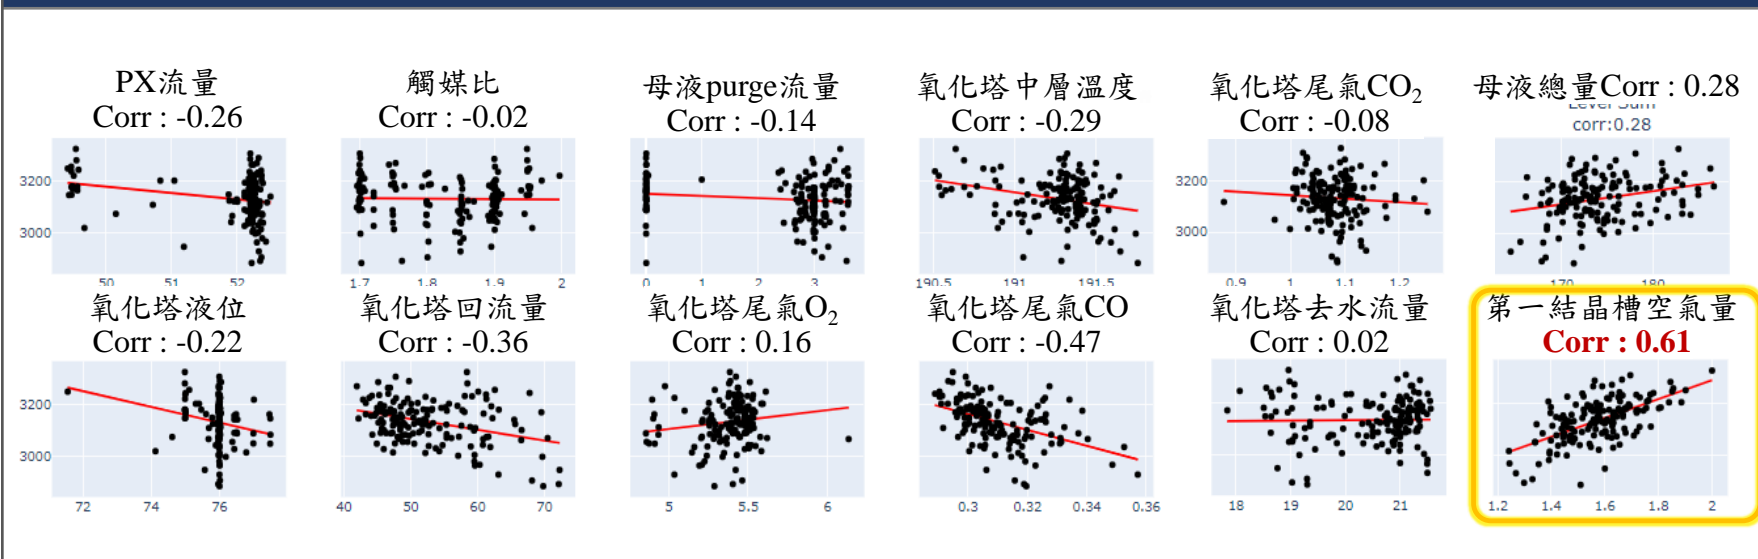 PX流量
Corr : -0.26
觸媒比
Corr : -0.02
母液purge流量
Corr : -0.14
氧化塔中層溫度
Corr : -0.29
氧化塔尾氣CO₂
Corr : -0.08
母液總量Corr : 0.28
Level Sum
corr:0.28
3200
3000
50
51
52
1.7
1.8
1.9
2
0
1
2
3
190.5
191
191.5
3200
3000
0.9
1
1.1
1.2
170
180
氧化塔液位
Corr : -0.22
氧化塔回流量
Corr : -0.36
氧化塔尾氣O₂
Corr : 0.16
氧化塔尾氣CO
Corr : -0.47
氧化塔去水流量
Corr : 0.02
第一結晶槽空氣量
Corr : 0.61
3200
3000
72
74
76
40
50
60
70
5
5.5
6
0.3
0.32
0.34
0.36
18
19
20
21
1.2
1.4
1.6
1.8
2